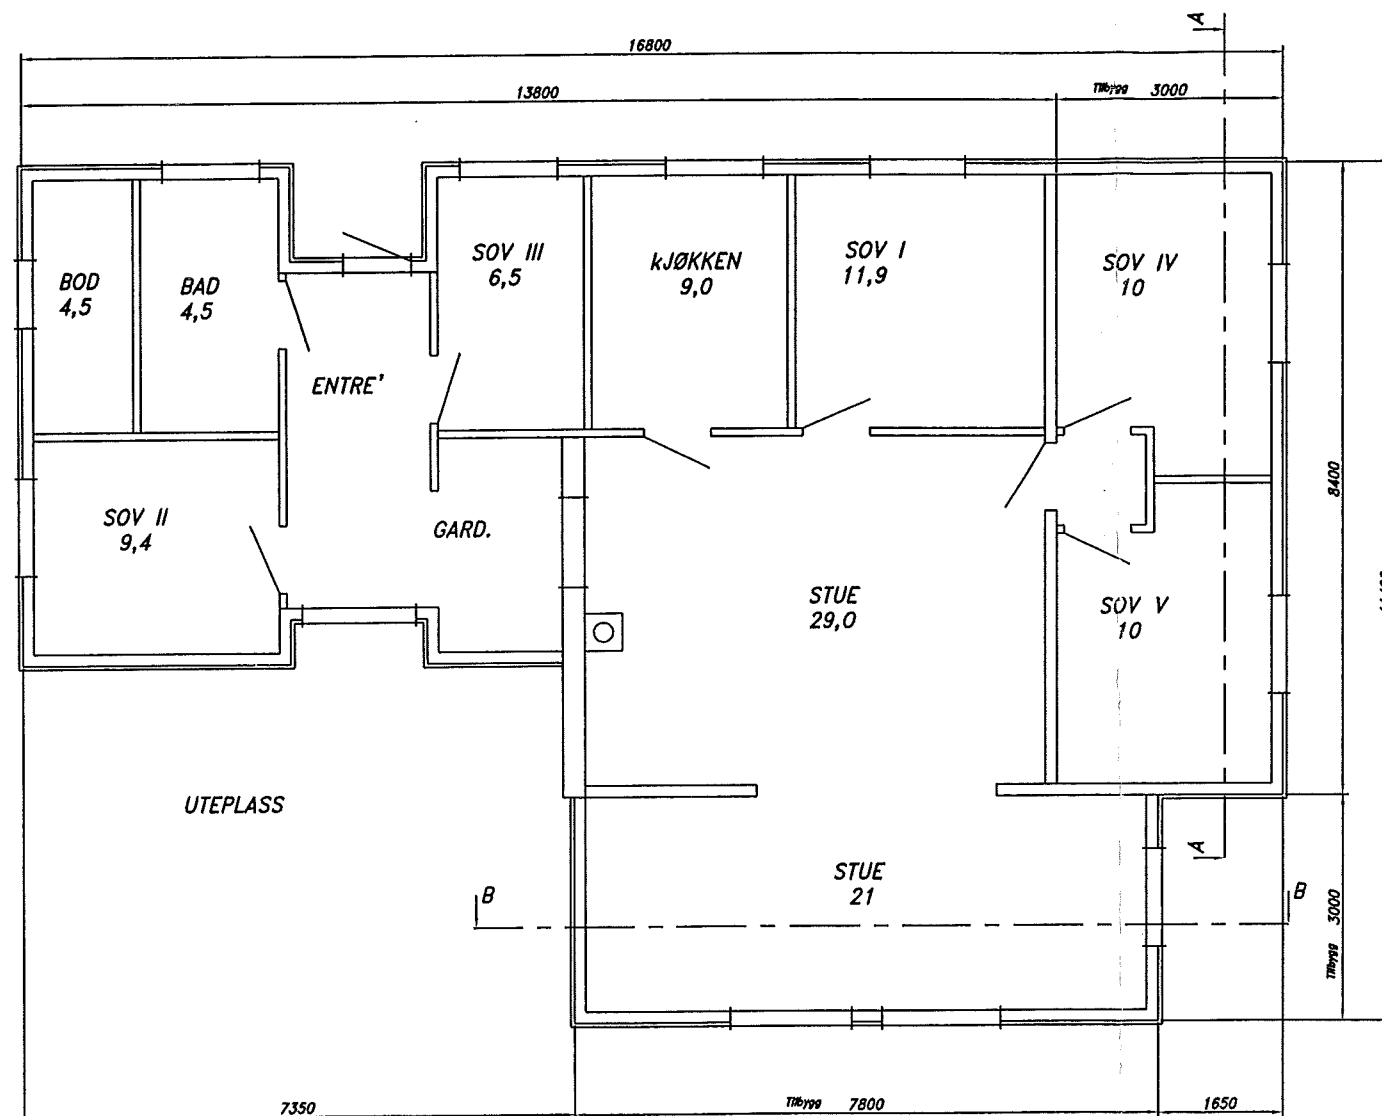 A
16800
13800
Tilbygg 3000
SOV III
6,5
kJØKKEN
9,0
SOV I
11,9
SOV IV
10
BOD
4,5
BAD
4,5
ENTRE'
8400
SOV II
9,4
GARD.
STUE
29,0
SOV V
10
UTEPLASS
A
STUE
21
B
B
Tilbygg 3000
7350
Tilbygg 7800
1650